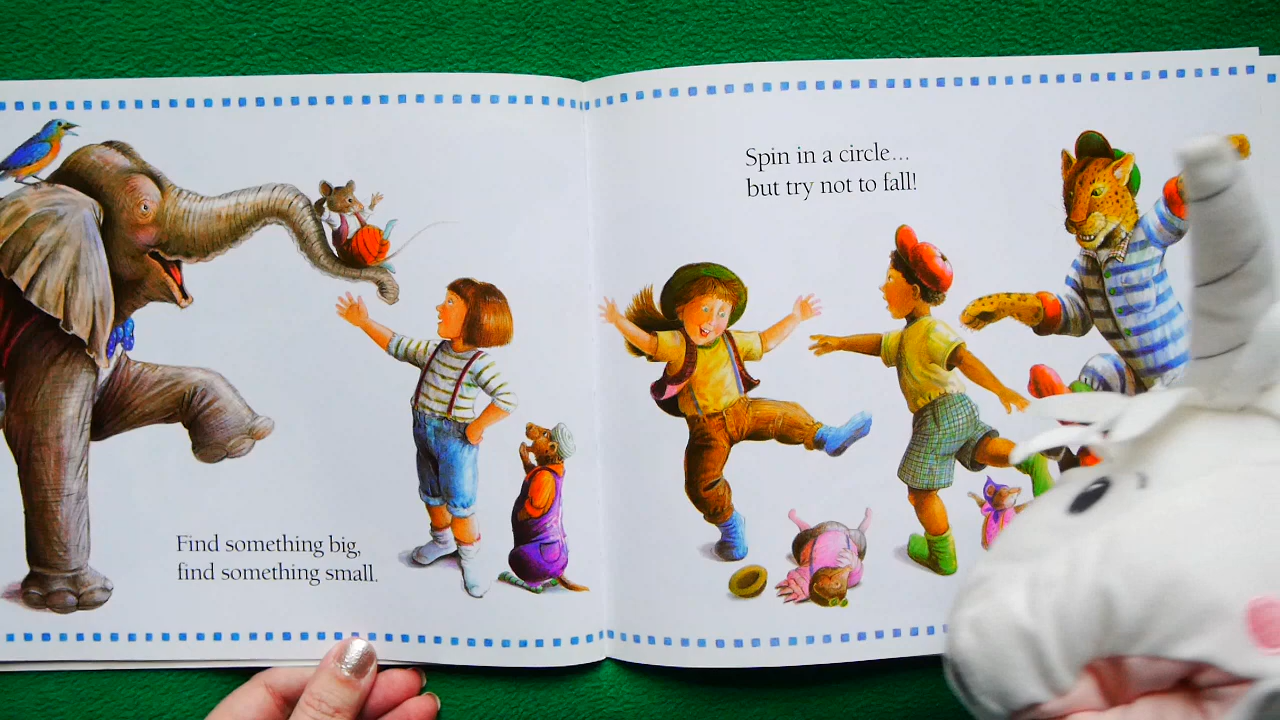 Find something big,
find something small.
Spin in a circle...
but try not to fall!